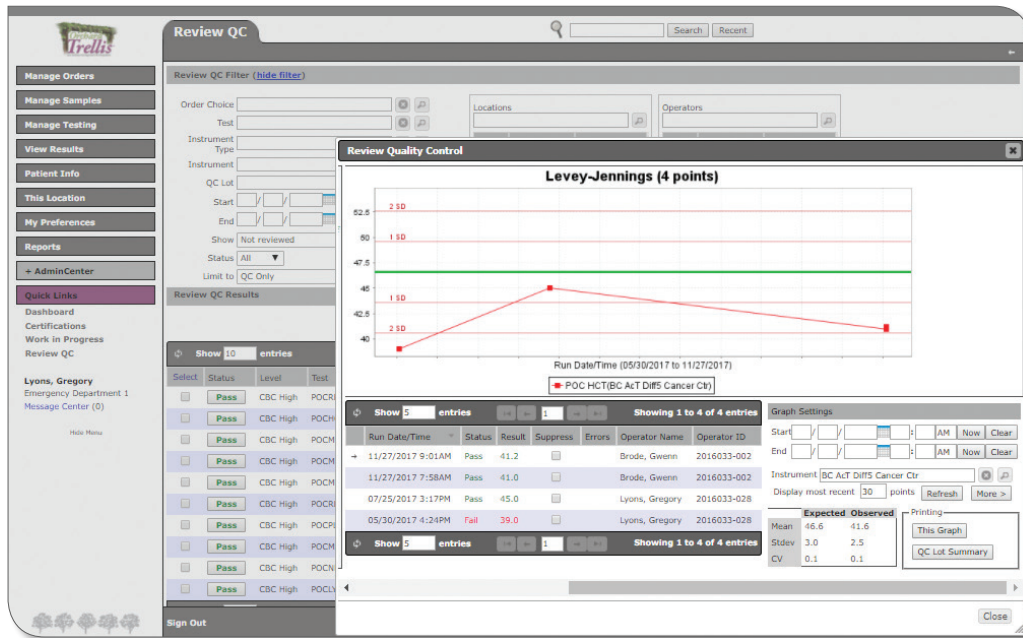 Orchard
Trellis
Review QC
Search Recent
Manage Orders
Manage Samples
Manage Testing
View Results
Patient Info
This Location
My Preferences
Reports
+ AdminCenter
Quick Links
Dashboard
Certifications
Work in Progress
Review QC
Lyons, Gregory
Emergency Department 1
Message Center (0)
Hide Menu
Review QC Filter (hide filter)
Order Choice
Test
Instrument
Type
Instrument
QC Lot
Start / /
End / /
Show Not reviewed
Status All ▼
Limit to QC Only
Locations
Operators
Review QC Results
Show 10 entries
Select Status Level Test
Pass CBC High POCRI
Pass CBC High POCHI
Pass CBC High POCM
Pass CBC High POCM
Pass CBC High POCM
Pass CBC High POCRI
Pass CBC High POCPL
Pass CBC High POCM
Pass CBC High POCNI
Pass CBC High POCLY
Sign Out
Review Quality Control
Levey-Jennings (4 points)
52.5
50
47.5
45
42.5
40
2 SD
1 SD
1 SD
2 SD
Run Date/Time (05/30/2017 to 11/27/2017)
POC HCT(BC AcT Diff5 Cancer Ctr)
Show 5 entries 1 Showing 1 to 4 of 4 entries
Run Date/Time Status Result Suppress Errors Operator Name Operator ID
11/27/2017 9:01AM Pass 41.2 Brode, Gwenn 2016033-002
11/27/2017 7:58AM Pass 41.0 Brode, Gwenn 2016033-002
07/25/2017 3:17PM Pass 45.0 Lyons, Gregory 2016033-028
05/30/2017 4:24PM Fail 39.0 Lyons, Gregory 2016033-028
Show 5 entries 1 Showing 1 to 4 of 4 entries
Graph Settings
Start / / : AM Now Clear
End / / : AM Now Clear
Instrument BC AcT Diff5 Cancer Ctr
Display most recent 30 points Refresh More >
Expected Observed
Mean 46.6 41.6
Stdev 3.0 2.5
CV 0.1 0.1
Printing
This Graph
QC Lot Summary
Close